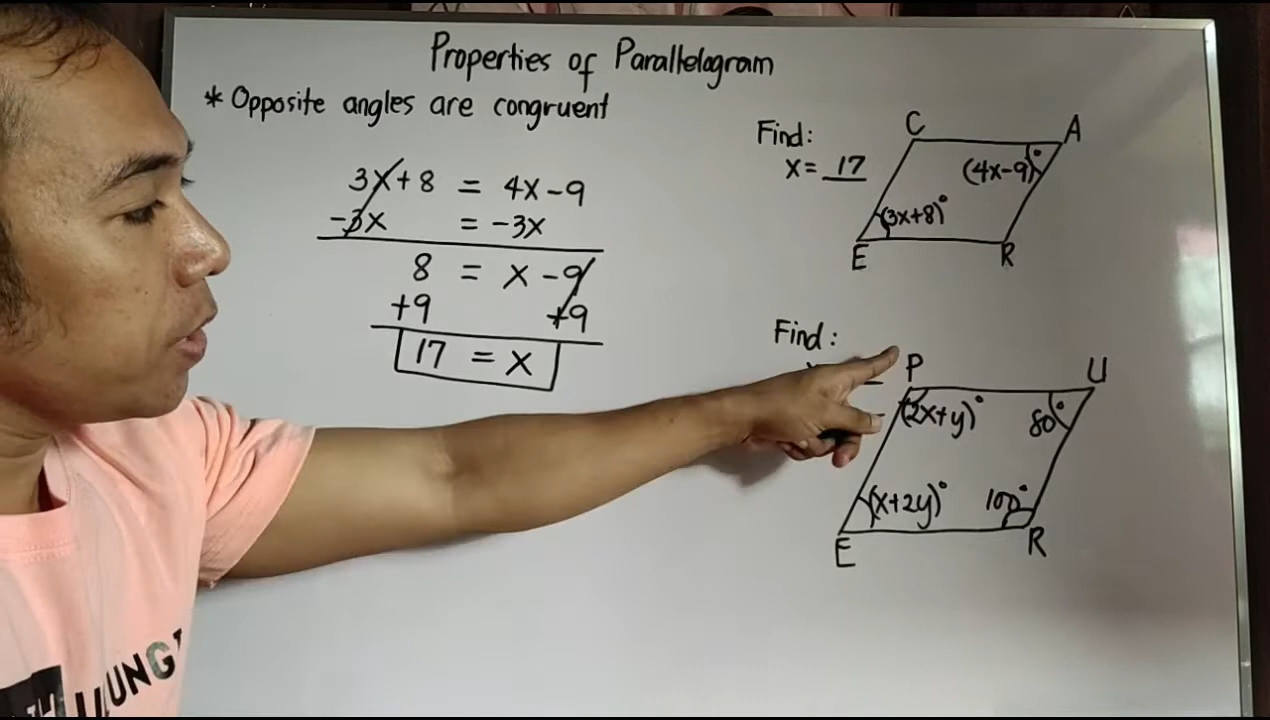 Properties of Parallelogram
* Opposite angles are congruent
3x+8 = 4x-9
-3x = -3x
8 = x-9
+9 +9
17 = x
Find:
x= 17
C
A
(4x-9)°
(3x+8)°
E
R
Find:
P
U
(2x+y)°
80°
(x+2y)°
100°
E
R